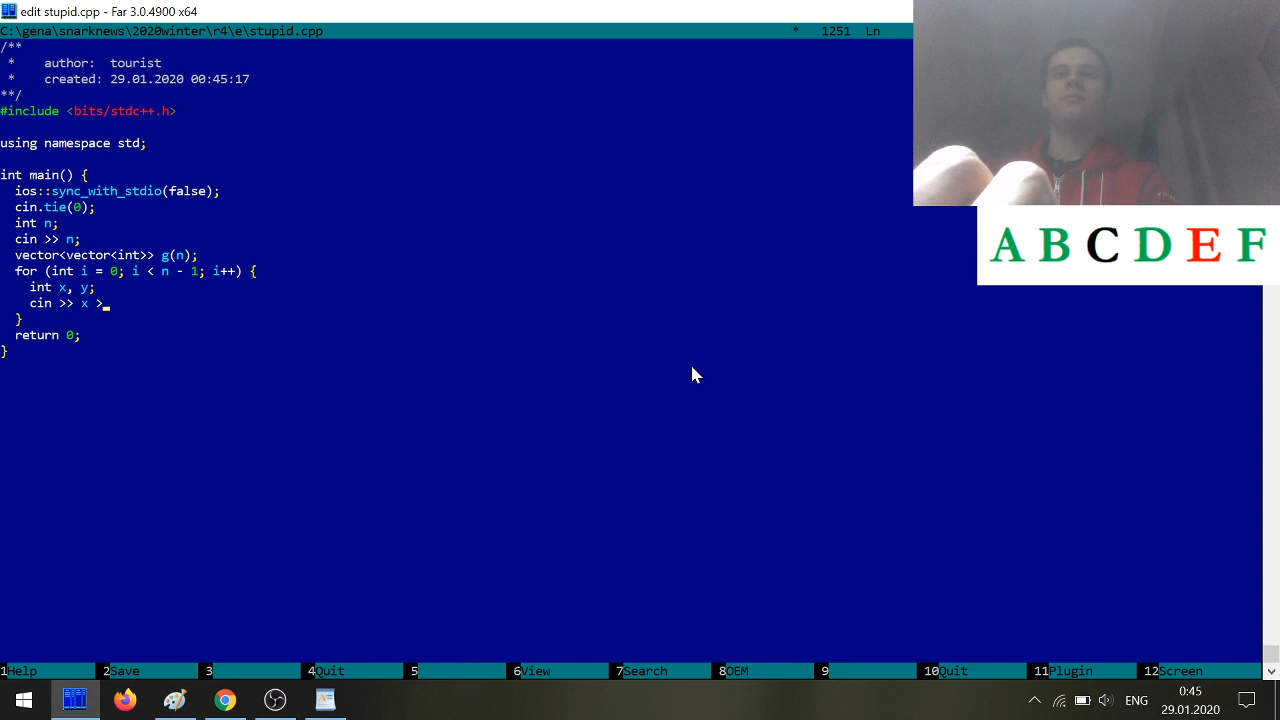 edit stupid.cpp - Far 3.0.4900 x64
C:\gena\snarknews\2020winter\r4\e\stupid.cpp * 1251 Ln
/**
 *    author:  tourist
 *    created: 29.01.2020 00:45:17
**/
#include <bits/stdc++.h>
using namespace std;
int main() {
  ios::sync_with_stdio(false);
  cin.tie(0);
  int n;
  cin >> n;
  vector<vector<int>> g(n);
  for (int i = 0; i < n - 1; i++) {
    int x, y;
    cin >> x >_
  }
  return 0;
}
A B C D E F
1Help 2Save 3 4Quit 5 6View 7Search 8OEM 9 10Quit 11Plugin 12Screen
ENG
0:45
29.01.2020